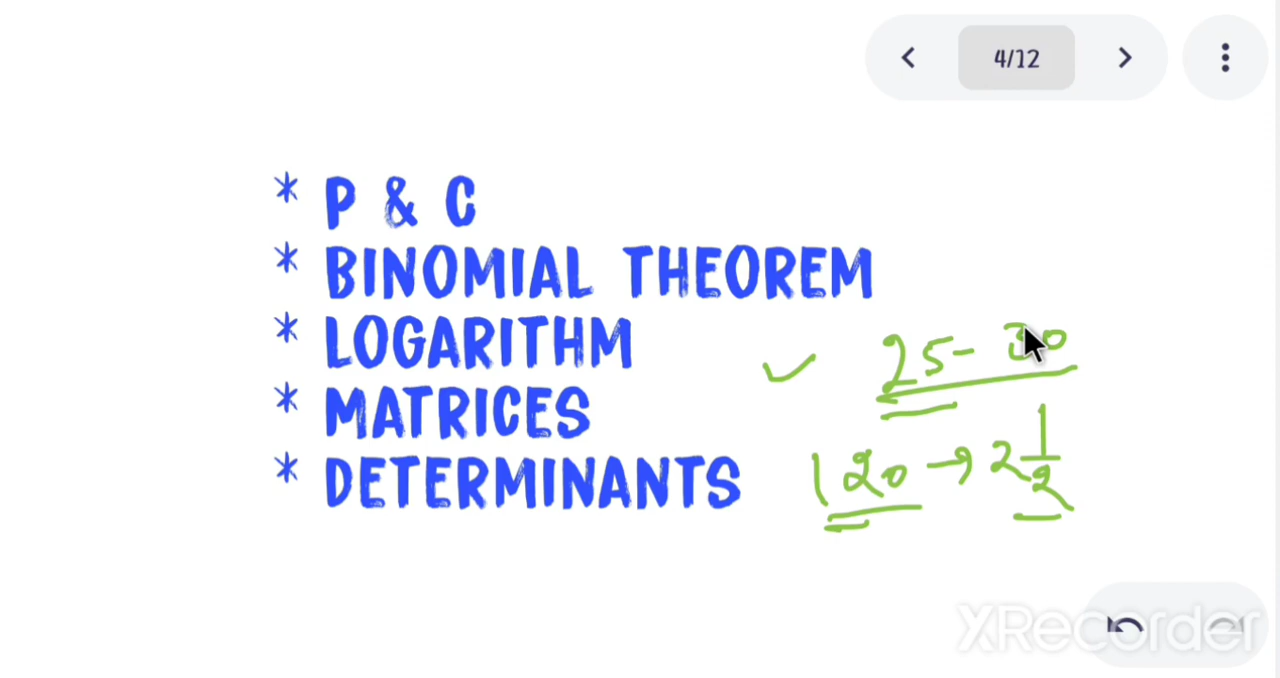 4/12
* P & C
* BINOMIAL THEOREM
* LOGARITHM
* MATRICES
* DETERMINANTS
25 - 30
120 → 2 1/2
XRecorder